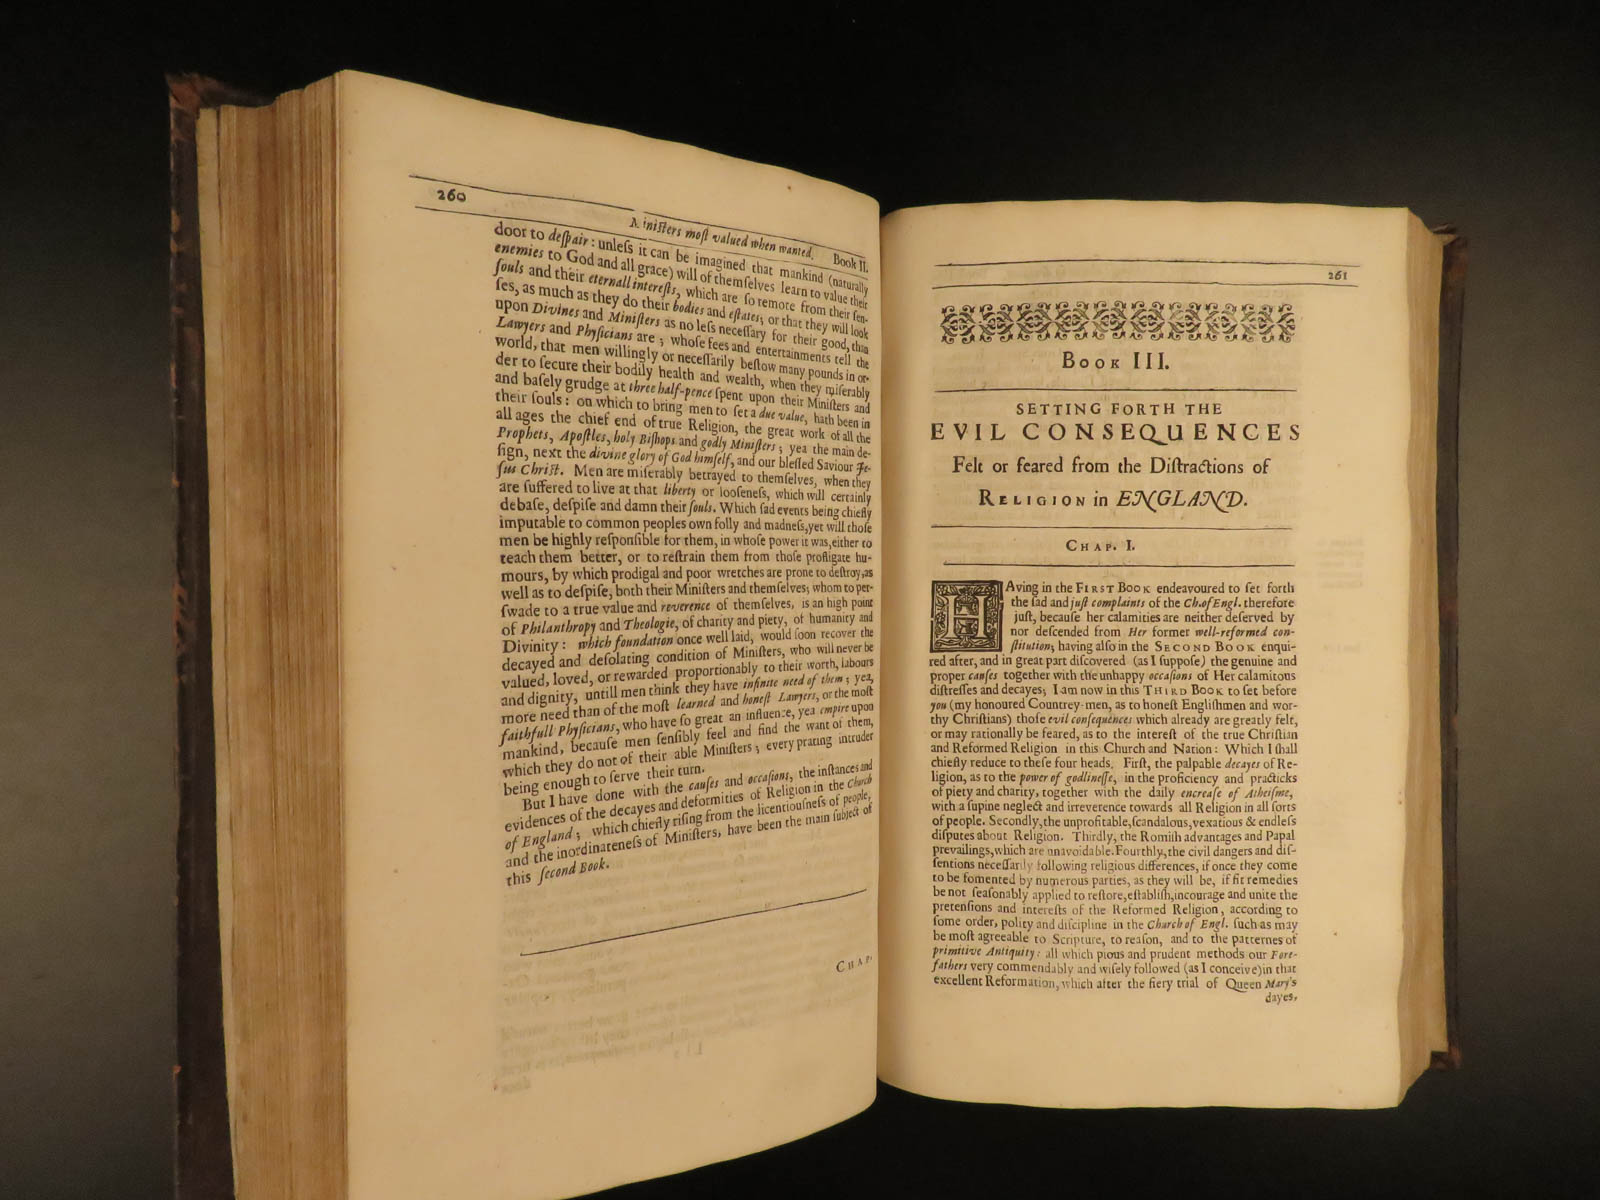 260
Ministers most valued when wanted. Book II.
door to deſpair: unleſs it can be imagined that mankind (naturally
enemies to God and all grace) will of themſelves learn to value their
ſouls and their eternall intereſts, which are ſo remote from their ſen-
ſes, as much as they do their bodies and eſtates; or that they will look
upon Divines and Miniſters as no leſs neceſſary for their good, than
Lawyers and Phyſicians are; whoſe fees and entertainments tell the
world, that men willingly or neceſſarily beſtow many pounds in or-
der to ſecure their bodily health and wealth, when they miſerably
and baſely grudge at three half-pence ſpent upon their Miniſters and
their ſouls: on which to bring men to ſet a due value, hath been in
all ages the chief end of true Religion, the great work of all the
Prophets, Apoſtles, holy Biſhops and godly Miniſters; yea the main de-
ſign, next the divine glory of God himſelf, and our bleſſed Saviour Je-
ſus Chriſt. Men are miſerably betrayed to themſelves, when they
are ſuffered to live at that liberty or looſeneſs, which will certainly
debaſe, deſpiſe and damn their ſouls. Which ſad events being chiefly
imputable to common peoples own folly and madneſs, yet will thoſe
men be highly reſponſible for them, in whoſe power it was, either to
teach them better, or to reſtrain them from thoſe profligate hu-
mours, by which prodigal and poor wretches are prone to deſtroy, as
well as to deſpiſe, both their Miniſters and themſelves; whom to per-
ſwade to a true value and reverence of themſelves, is an high point
of Philanthropy and Theologie, of charity and piety, of humanity and
Divinity: which foundation once well laid, would ſoon recover the
decayed and deſolating condition of Miniſters, who will never be
valued, loved, or rewarded proportionably to their worth, labours
and dignity, untill men think they have infinite need of them; yea,
more need than of the moſt learned and honeſt Lawyers, or the moſt
faithfull Phyſicians, who have ſo great an influence, yea empire upon
mankind, becauſe men ſenſibly feel and find the want of them,
which they do not of their able Miniſters; every prating intruder
being enough to ſerve their turn.
But I have done with the cauſes and occaſions, the inſtances and
evidences of the decayes and deformities of Religion in the Church
of England; which chiefly riſing from the licentiouſneſs of people,
and the inordinateneſs of Miniſters, have been the main ſubject of
this ſecond Book.
CHAP.
261
BOOK III.
SETTING FORTH THE
EVIL CONSEQUENCES
Felt or feared from the Diſtractions of
RELIGION in ENGLAND.
CHAP. I.
HAving in the FIRST BOOK endeavoured to ſet forth
the ſad and juſt complaints of the Ch. of Engl. therefore
juſt, becauſe her calamities are neither deſerved by
nor deſcended from Her former well-reformed con-
ſtitution; having alſo in the SECOND BOOK enqui-
red after, and in great part diſcovered (as I ſuppoſe) the genuine and
proper cauſes together with the unhappy occaſions of Her calamitous
diſtreſſes and decayes; I am now in this THIRD BOOK to ſet before
you (my honoured Countrey-men, as to honeſt Engliſhmen and wor-
thy Chriſtians) thoſe evil conſequences which already are greatly felt,
or may rationally be feared, as to the intereſt of the true Chriſtian
and Reformed Religion in this Church and Nation: Which I ſhall
chiefly reduce to theſe four heads. Firſt, the palpable decayes of Re-
ligion, as to the power of godlineſſe, in the proficiency and practicks
of piety and charity, together with the daily encreaſe of Atheiſme,
with a ſupine neglect and irreverence towards all Religion in all ſorts
of people. Secondly, the unprofitable, ſcandalous, vexatious & endleſs
diſputes about Religion. Thirdly, the Romiſh advantages and Papal
prevailings, which are unavoidable. Fourthly, the civil dangers and diſ-
ſentions neceſſarily following religious differences, if once they come
to be fomented by numerous parties, as they will be, if fit remedies
be not ſeaſonably applied to reſtore, eſtabliſh, incourage and unite the
pretenſions and intereſts of the Reformed Religion, according to
ſome order, polity and diſcipline in the Church of Engl. ſuch as may
be moſt agreeable to Scripture, to reaſon, and to the patternes of
primitive Antiquity: all which pious and prudent methods our Fore-
fathers very commendably and wiſely followed (as I conceive) in that
excellent Reformation, which after the fiery trial of Queen Mary's
dayes,